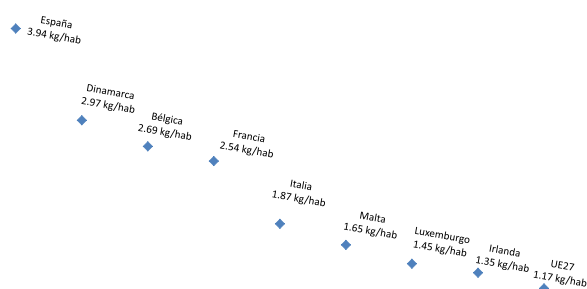 España
3.94 kg/hab
Dinamarca
2.97 kg/hab
Bélgica
2.69 kg/hab
Francia
2.54 kg/hab
Italia
1.87 kg/hab
Malta
1.65 kg/hab
Luxemburgo
1.45 kg/hab
Irlanda
1.35 kg/hab
UE27
1.17 kg/hab